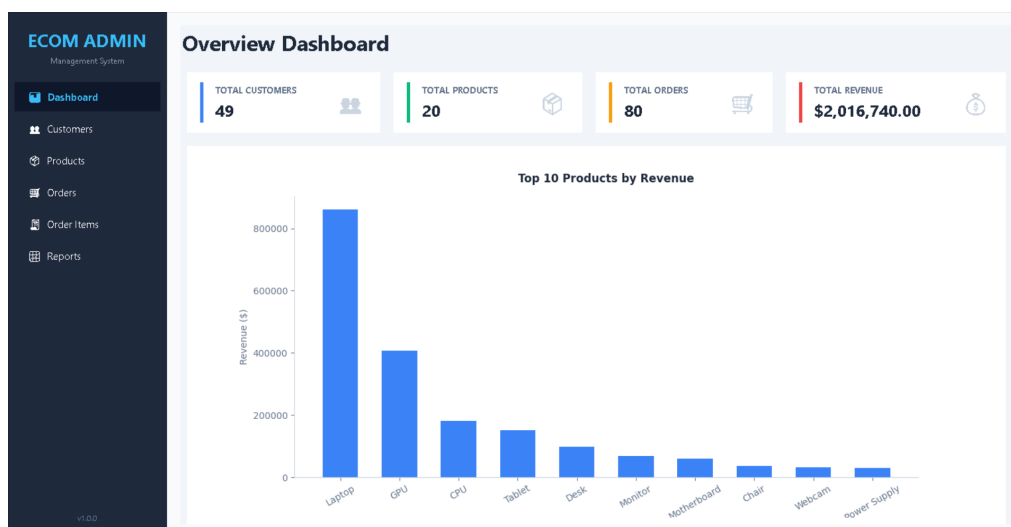 ECOM ADMIN
Management System
Dashboard
Customers
Products
Orders
Order Items
Reports
v1.0.0
Overview Dashboard
TOTAL CUSTOMERS
49
TOTAL PRODUCTS
20
TOTAL ORDERS
80
TOTAL REVENUE
$2,016,740.00
Top 10 Products by Revenue
Revenue ($)
800000
600000
400000
200000
0
Laptop
GPU
CPU
Tablet
Desk
Monitor
Motherboard
Chair
Webcam
Power Supply